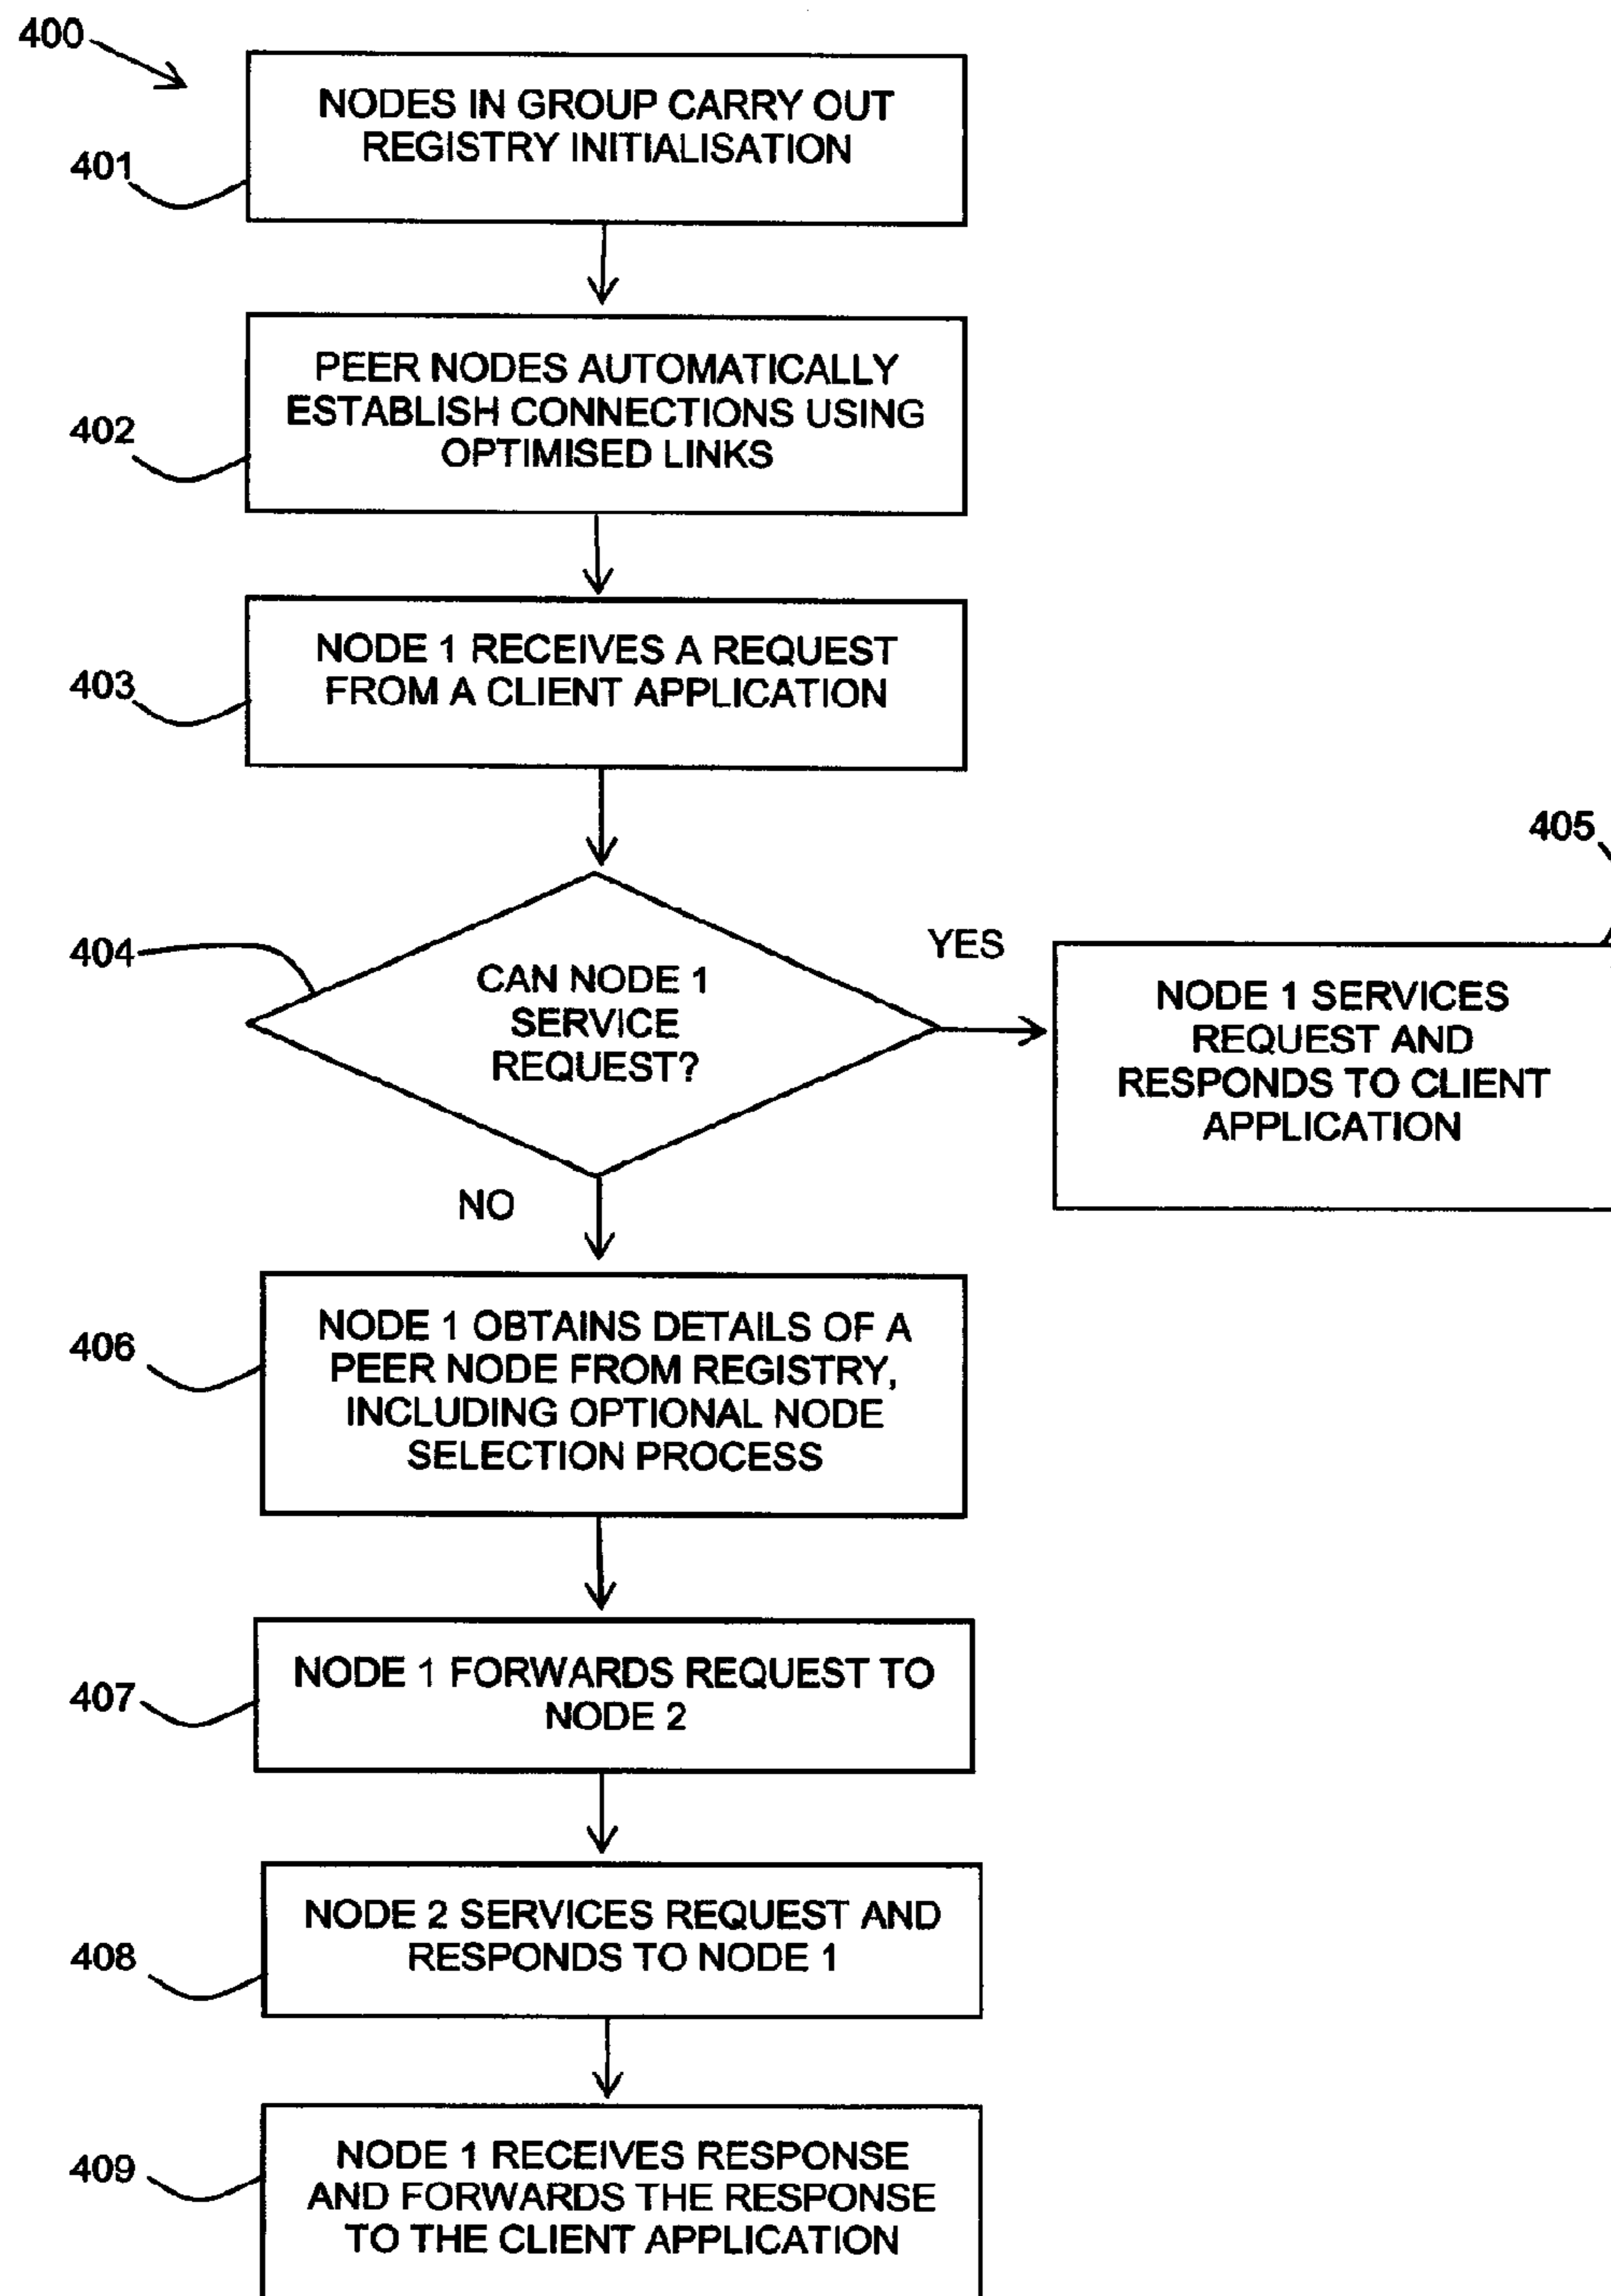 400
NODES IN GROUP CARRY OUT
REGISTRY INITIALISATION
401
PEER NODES AUTOMATICALLY
ESTABLISH CONNECTIONS USING
OPTIMISED LINKS
402
NODE 1 RECEIVES A REQUEST
FROM A CLIENT APPLICATION
403
404
CAN NODE 1
SERVICE
REQUEST?
YES
405
NODE 1 SERVICES
REQUEST AND
RESPONDS TO CLIENT
APPLICATION
NO
406
NODE 1 OBTAINS DETAILS OF A
PEER NODE FROM REGISTRY,
INCLUDING OPTIONAL NODE
SELECTION PROCESS
407
NODE 1 FORWARDS REQUEST TO
NODE 2
408
NODE 2 SERVICES REQUEST AND
RESPONDS TO NODE 1
409
NODE 1 RECEIVES RESPONSE
AND FORWARDS THE RESPONSE
TO THE CLIENT APPLICATION